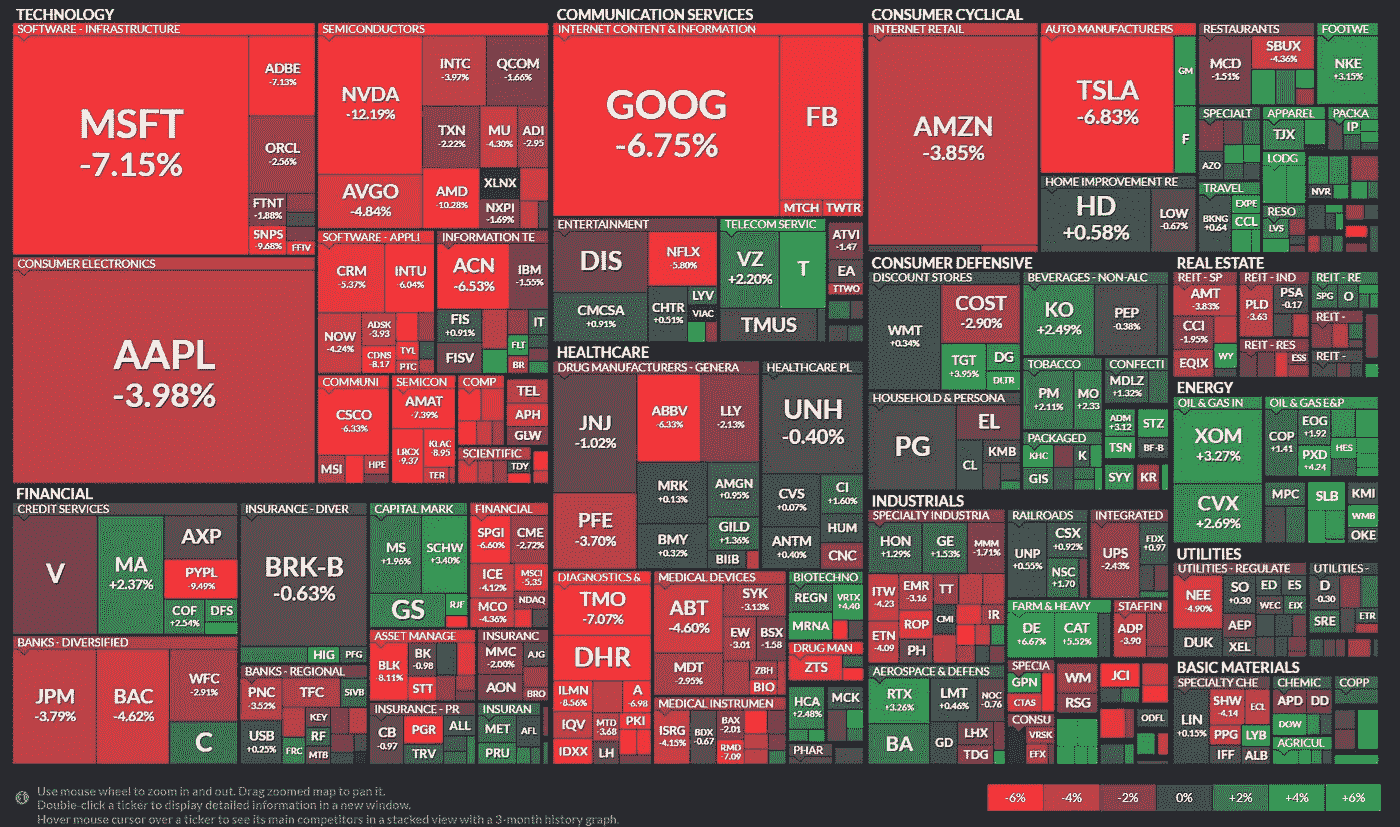 TECHNOLOGY
SOFTWARE - INFRASTRUCTURE
MSFT
-7.15%
ADBE
-7.13%
ORCL
-2.56%
FTNT
-1.88%
SNPS
-9.68%
FFIV
SEMICONDUCTORS
NVDA
-12.19%
INTC
-3.97%
QCOM
-1.66%
TXN
-2.22%
MU
-4.30%
ADI
-2.95
AVGO
-4.84%
AMD
-10.28%
XLNX
NXPI
-1.69%
CONSUMER ELECTRONICS
AAPL
-3.98%
SOFTWARE - APPLI
CRM
-5.37%
INTU
-6.04%
NOW
-4.24%
ADSK
-3.93
CDNS
-8.17
TYL
PTC
INFORMATION TE
ACN
-6.53%
IBM
-1.55%
FIS
+0.91%
IT
FISV
FLT
BR
COMMUNI
CSCO
-6.33%
MSI
HPE
SEMICON
AMAT
-7.39%
LRCX
-9.37
KLAC
-8.95
TER
COMP
TEL
APH
GLW
SCIENTIFIC
TDY
COMMUNICATION SERVICES
INTERNET CONTENT & INFORMATION
GOOG
-6.75%
FB
MTCH
TWTR
ENTERTAINMENT
DIS
NFLX
5.80%
CMCSA
+0.91%
CHTR
+0.51%
LYV
VIAC
TELECOM SERVIC
VZ
+2.20%
T
TMUS
ATVI
-1.47
EA
TTWO
CONSUMER CYCLICAL
INTERNET RETAIL
AMZN
-3.85%
AUTO MANUFACTURERS
TSLA
-6.83%
GM
F
HOME IMPROVEMENT RE
HD
+0.58%
LOW
-0.67%
RESTAURANTS
MCD
-1.51%
SBUX
-4.36%
FOOTWE
NKE
+3.15%
SPECIALT
AZO
APPAREL
TJX
PACKA
IP
LODG
NVR
TRAVEL
BKNG
+0.64
EXPE
CCL
RESO
LVS
CONSUMER DEFENSIVE
DISCOUNT STORES
WMT
+0.34%
COST
-2.90%
TGT
+3.95%
DG
DLTR
BEVERAGES - NON-ALC
KO
+2.49%
PEP
-0.38%
TOBACCO
PM
+2.11%
MO
+2.33
CONFECTI
MDLZ
+1.32%
HOUSEHOLD & PERSONA
PG
EL
CL
KMB
PACKAGED
KHC
K
GIS
ADM
+3.12
STZ
TSN
BF-B
SYY
KR
REAL ESTATE
REIT - SP
AMT
-3.83%
CCI
-1.95%
EQIX
WY
REIT - IND
PLD
-3.63
PSA
-0.17
REIT - RES
ESS
REIT - RE
SPG
O
REIT -
REIT -
ENERGY
OIL & GAS IN
XOM
+3.27%
CVX
+2.69%
OIL & GAS E&P
COP
+1.41
EOG
+1.92
PXD
+4.24
HES
MPC
SLB
KMI
WMB
OKE
HEALTHCARE
DRUG MANUFACTURERS - GENERA
JNJ
-1.02%
ABBV
-6.33%
LLY
-2.13%
PFE
-3.70%
MRK
+0.13%
AMGN
+0.95%
BMY
+0.32%
GILD
+1.36%
BIIB
HEALTHCARE PL
UNH
-0.40%
CVS
+0.07%
CI
+1.60%
ANTM
+0.40%
HUM
CNC
DIAGNOSTICS &
TMO
-7.07%
DHR
ILMN
-8.56%
A
-6.98
IQV
MTD
-3.68
PKI
IDXX
LH
MEDICAL DEVICES
ABT
-4.60%
SYK
-3.13%
EW
-3.01
BSX
-1.58
MDT
-2.95%
ZBH
BIO
MEDICAL INSTRUMEN
ISRG
-4.15%
BDX
-0.67
BAX
-2.01
RMD
-7.09
BIOTECHNO
REGN
VRTX
+4.40
MRNA
DRUG MAN
ZTS
HCA
+2.48%
MCK
PHAR
FINANCIAL
CREDIT SERVICES
V
MA
+2.37%
AXP
PYPL
-9.49%
COF
+2.54%
DFS
INSURANCE - DIVER
BRK-B
-0.63%
HIG
PFG
CAPITAL MARK
MS
+1.96%
SCHW
+3.40%
GS
RJF
FINANCIAL
SPGI
-6.60%
CME
-2.72%
ICE
-4.12%
MSCI
-5.35
MCO
-4.36%
NDAQ
BANKS - DIVERSIFIED
JPM
-3.79%
BAC
-4.62%
WFC
-2.91%
C
BANKS - REGIONAL
PNC
-3.52%
TFC
SIVB
USB
+0.25%
KEY
FRC
RF
MTB
ASSET MANAGE
BLK
8.11%
BK
-0.98
STT
INSURANC
MMC
-2.00%
AJG
AON
BRO
INSURANCE - PR
CB
-0.97
PGR
ALL
TRV
INSURAN
MET
AFL
PRU
INDUSTRIALS
SPECIALTY INDUSTRIA
HON
+1.29%
GE
+1.53%
MMM
-1.71%
ITW
-4.23
EMR
-3.16
TT
ROP
CMI
IR
ETN
-4.09
PH
RAILROADS
UNP
+0.55%
CSX
+0.92%
NSC
+1.70
INTEGRATED
UPS
-2.43%
FDX
+0.97
FARM & HEAVY
DE
+6.67%
CAT
+5.52%
STAFFIN
ADP
-3.90
AEROSPACE & DEFENS
RTX
+3.26%
LMT
+0.46%
NOC
-0.76
BA
GD
LHX
TDG
SPECIA
GPN
CTAS
CONSU
VRSK
EFX
WM
RSG
JCI
ODFL
UTILITIES
UTILITIES - REGULATE
NEE
-4.90%
SO
+0.30
ED
ES
WEC
EIX
AEP
DUK
XEL
UTILITIES -
D
-0.30
SRE
ETR
BASIC MATERIALS
SPECIALTY CHE
LIN
+0.15%
SHW
-4.14
ECL
PPG
LYB
IFF
ALB
CHEMIC
APD
DD
DOW
AGRICUL
COPP
Use mouse wheel to zoom in and out. Drag zoomed map to pan it.
Double-click a ticker to display detailed information in a new window.
Hover mouse cursor over a ticker to see its main competitors in a stacked view with a 3-month history graph.
-6%
-4%
-2%
0%
+2%
+4%
+6%